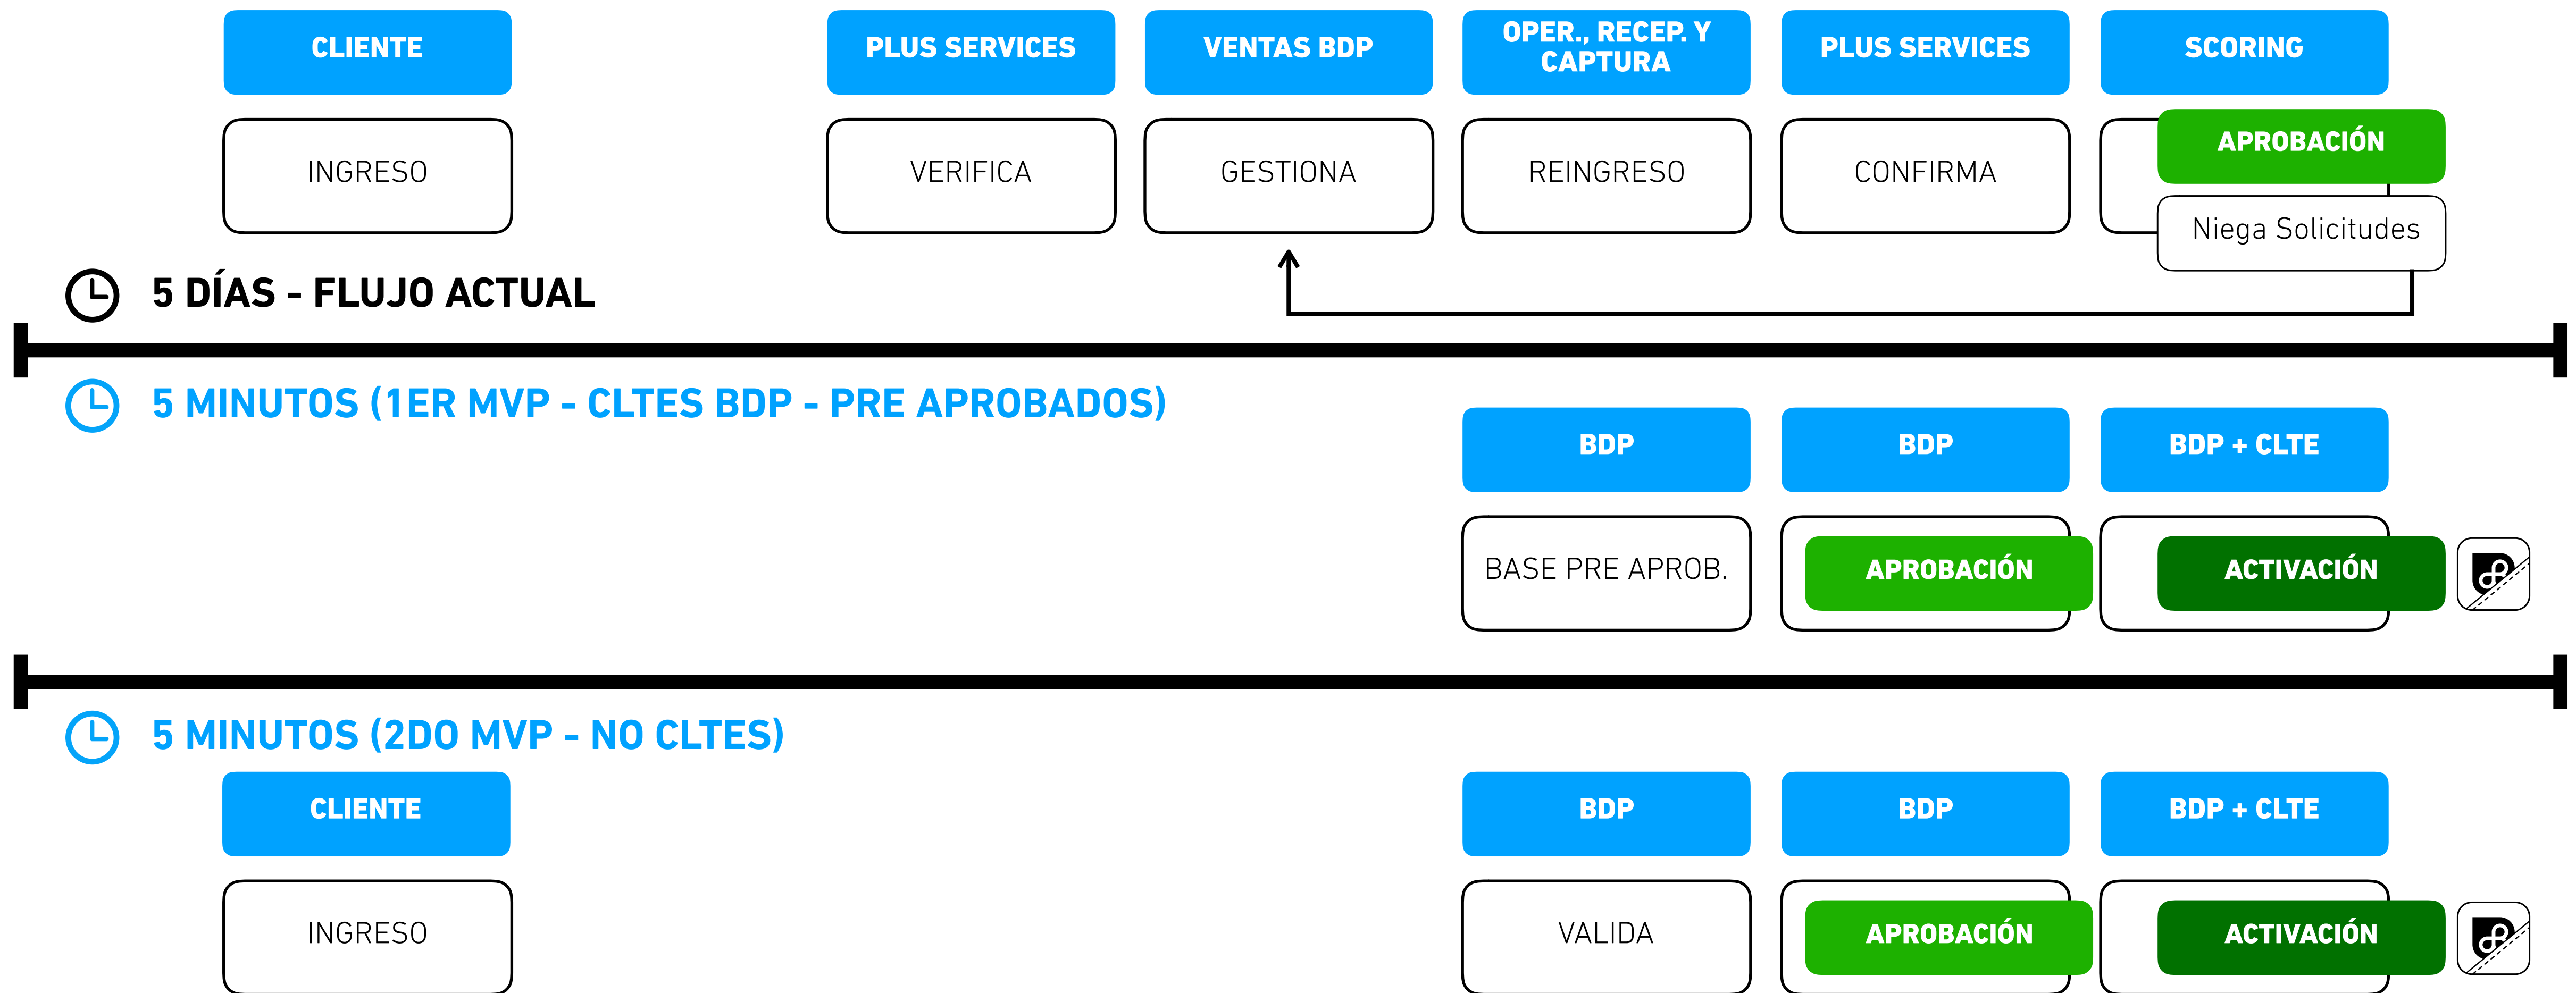 CLIENTE
PLUS SERVICES
VENTAS BDP
OPER., RECEP. Y
CAPTURA
PLUS SERVICES
SCORING
INGRESO
VERIFICA
GESTIONA
REINGRESO
CONFIRMA
APROBACIÓN
Niega Solicitudes
5 DÍAS - FLUJO ACTUAL
5 MINUTOS (1ER MVP - CLTES BDP - PRE APROBADOS)
BDP
BDP
BDP + CLTE
BASE PRE APROB.
APROBACIÓN
ACTIVACIÓN
5 MINUTOS (2DO MVP - NO CLTES)
CLIENTE
BDP
BDP
BDP + CLTE
INGRESO
VALIDA
APROBACIÓN
ACTIVACIÓN